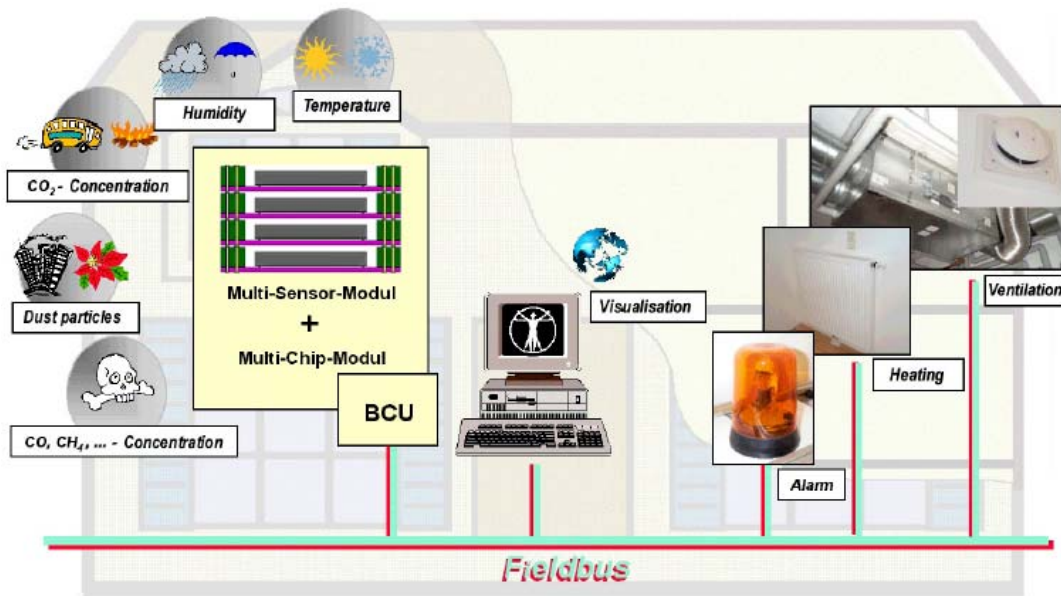 Humidity
Temperature
CO₂ - Concentration
Dust particles
CO, CH₄, ... - Concentration
Multi-Sensor-Modul
+
Multi-Chip-Modul
BCU
Visualisation
Ventilation
Heating
Alarm
Fieldbus